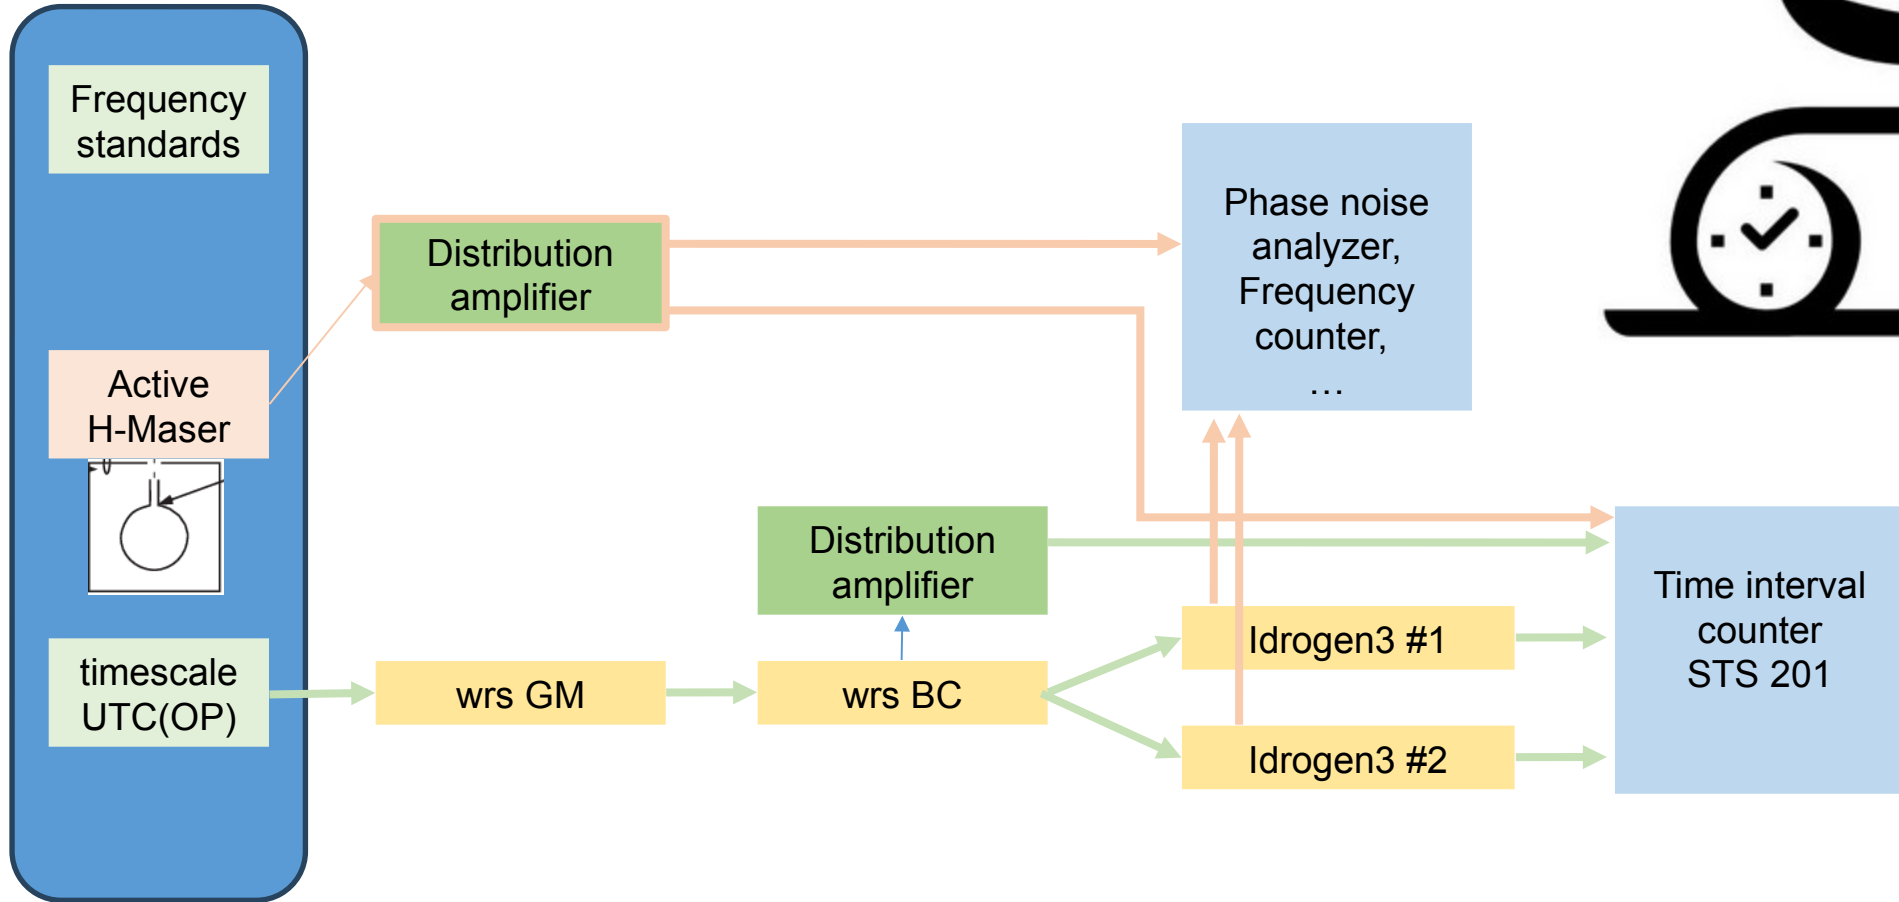 Frequency
standards
Distribution
amplifier
Phase noise
analyzer,
Frequency
counter,
…
Active
H-Maser
Distribution
amplifier
Time interval
counter
STS 201
timescale
UTC(OP)
wrs GM
wrs BC
Idrogen3 #1
Idrogen3 #2